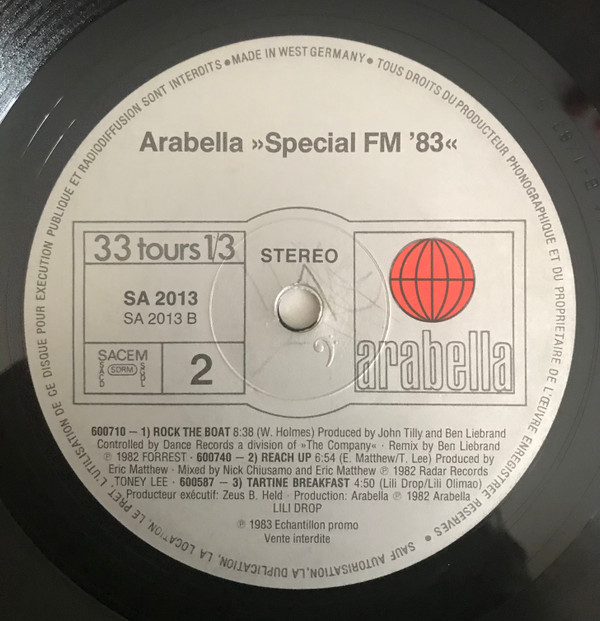 TOUS DROITS DU PRODUCTEUR PHONOGRAPHIQUE ET DU PROPRIETAIRE DE L'ŒUVRE ENREGISTREE RESERVES • SAUF AUTORISATION, LA DUPLICATION, LA LOCATION, LE PRET, L'UTILISATION DE CE DISQUE POUR EXECUTION PUBLIQUE ET RADIODIFFUSION SONT INTERDITS • MADE IN WEST GERMANY •
Arabella »Special FM '83«
33 tours 1/3
STEREO
SA 2013
SA 2013 B
SACEM
SACD
SDRM
SGDL
2
arabella
600710 – 1) ROCK THE BOAT 8:38 (W. Holmes) Produced by John Tilly and Ben Liebrand
Controlled by Dance Records a division of »The Company« · Remix by Ben Liebrand
℗ 1982 FORREST · 600740 – 2) REACH UP 6:54 (E. Matthew/T. Lee) Produced by
Eric Matthew · Mixed by Nick Chiusamo and Eric Matthew ℗ 1982 Radar Records
TONEY LEE · 600587 – 3) TARTINE BREAKFAST 4:50 (Lili Drop/Lili Olimao)
Producteur exécutif: Zeus B. Held · Production: Arabella ℗ 1982 Arabella
LILI DROP
℗ 1983 Echantillon promo
Vente interdite